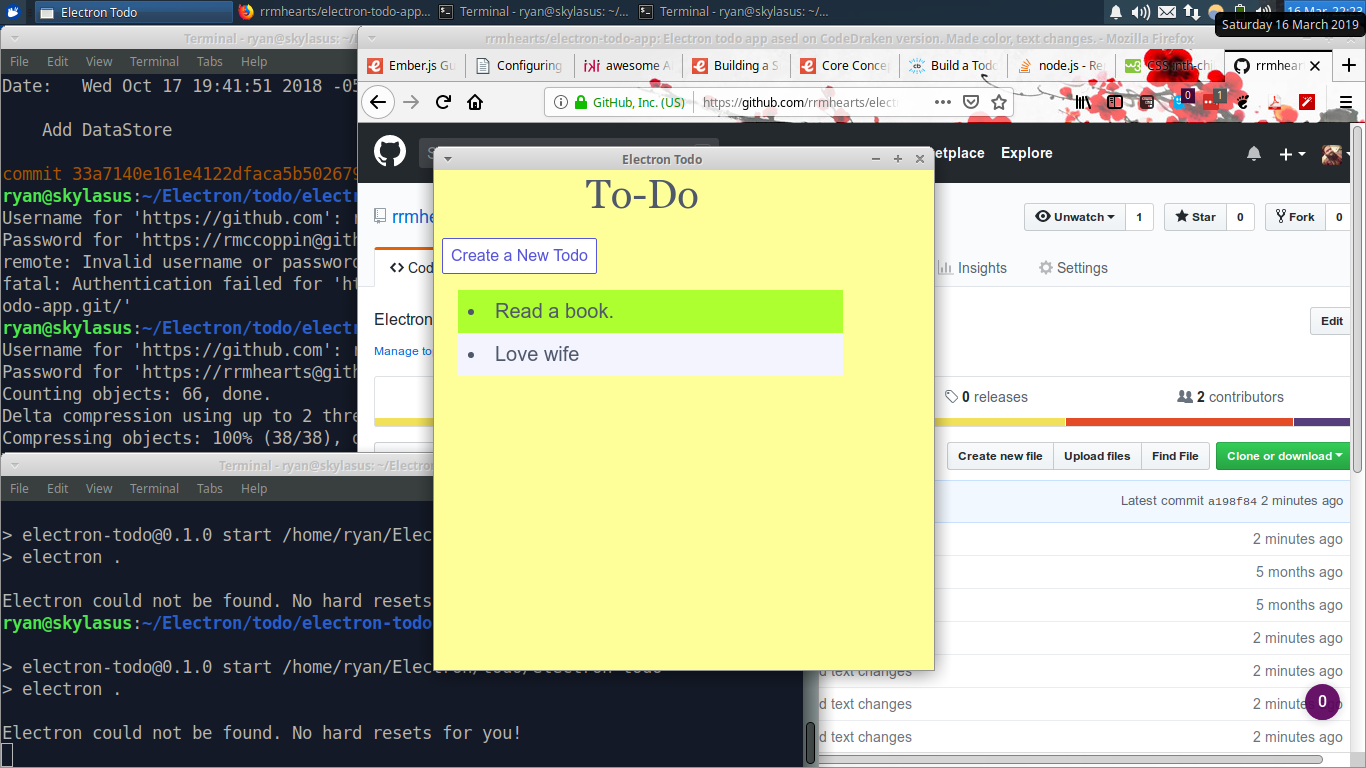 Electron Todo
rrmhearts/electron-todo-app...
Terminal - ryan@skylasus: ~/...
Terminal - ryan@skylasus: ~/...
16 Mar, 22:23
Saturday 16 March 2019
Terminal - ryan@skylasus: ~/E
File Edit View Terminal Tabs Help
Date: Wed Oct 17 19:41:51 2018 -05
Add DataStore
commit 33a7140e161e4122dfaca5b502679
ryan@skylasus:~/Electron/todo/electr
Username for 'https://github.com': r
Password for 'https://rmccoppin@gith
remote: Invalid username or password
fatal: Authentication failed for 'ht
odo-app.git/'
ryan@skylasus:~/Electron/todo/electr
Username for 'https://github.com': r
Password for 'https://rrmhearts@gith
Counting objects: 66, done.
Delta compression using up to 2 thre
Compressing objects: 100% (38/38), d
rrmhearts/electron-todo-app: Electron todo app ased on CodeDraken version. Made color, text changes. - Mozilla Firefox
Ember.js Gu
Configuring
awesome A
Building a S
Core Concep
Build a Todo
node.js - Re
CSS :nth-chi
rrmhear
GitHub, Inc. (US)
https://github.com/rrmhearts/elect
0
1
etplace Explore
rrmhe
Unwatch 1
Star 0
Fork 0
Cod
Insights
Settings
Electron
Edit
Manage to
0 releases
2 contributors
Create new file
Upload files
Find File
Clone or download
Latest commit a198f84 2 minutes ago
2 minutes ago
5 months ago
5 months ago
2 minutes ago
d text changes 2 minutes ago
d text changes 2 minutes ago
d text changes 2 minutes ago
0
Electron Todo
To-Do
Create a New Todo
Read a book.
Love wife
Terminal - ryan@skylasus: ~/Electro
File Edit View Terminal Tabs Help
> electron-todo@0.1.0 start /home/ryan/Elec
> electron .
Electron could not be found. No hard resets
ryan@skylasus:~/Electron/todo/electron-todo
> electron-todo@0.1.0 start /home/ryan/Electron/todo/electron-todo
> electron .
Electron could not be found. No hard resets for you!